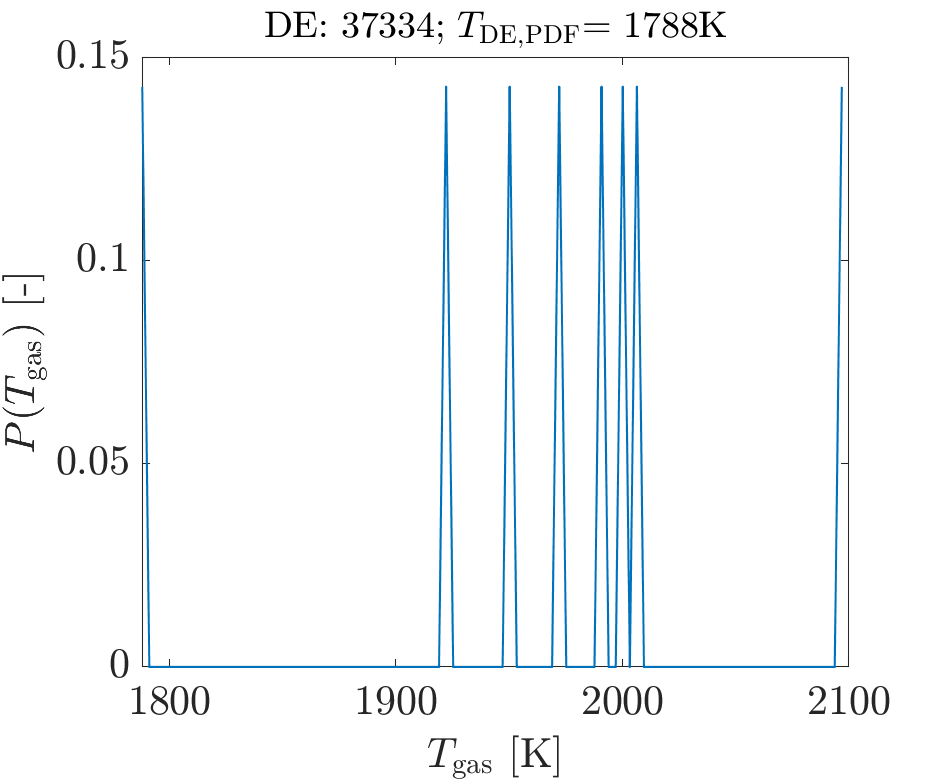 DE: 37334; T_DE,PDF= 1788K
0.15
0.1
0.05
0
P(T_gas) [-]
1800 1900 2000 2100
T_gas [K]